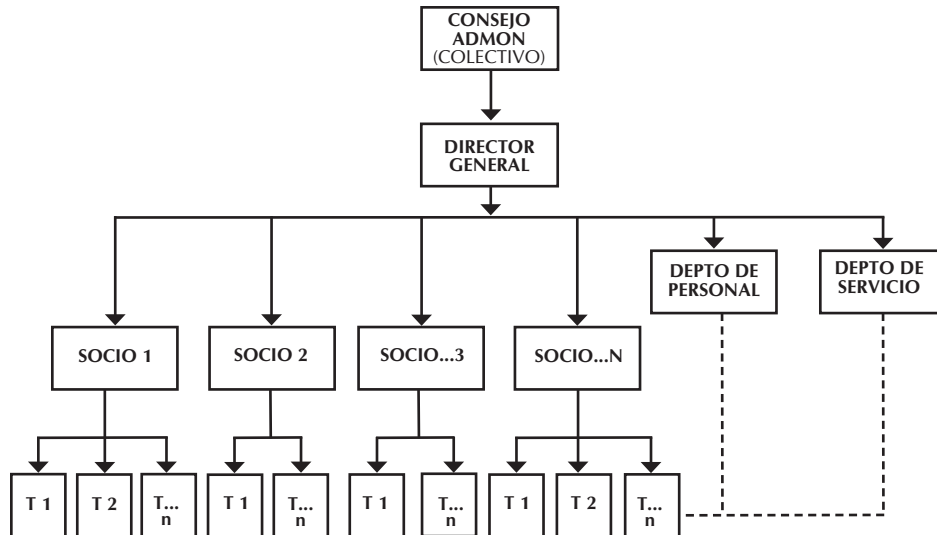 CONSEJO
ADMON
(COLECTIVO)
DIRECTOR
GENERAL
DEPTO DE
PERSONAL
DEPTO DE
SERVICIO
SOCIO 1
SOCIO 2
SOCIO...3
SOCIO...N
T 1
T 2
T...
n
T 1
T...
n
T 1
T...
n
T 1
T 2
T...
n